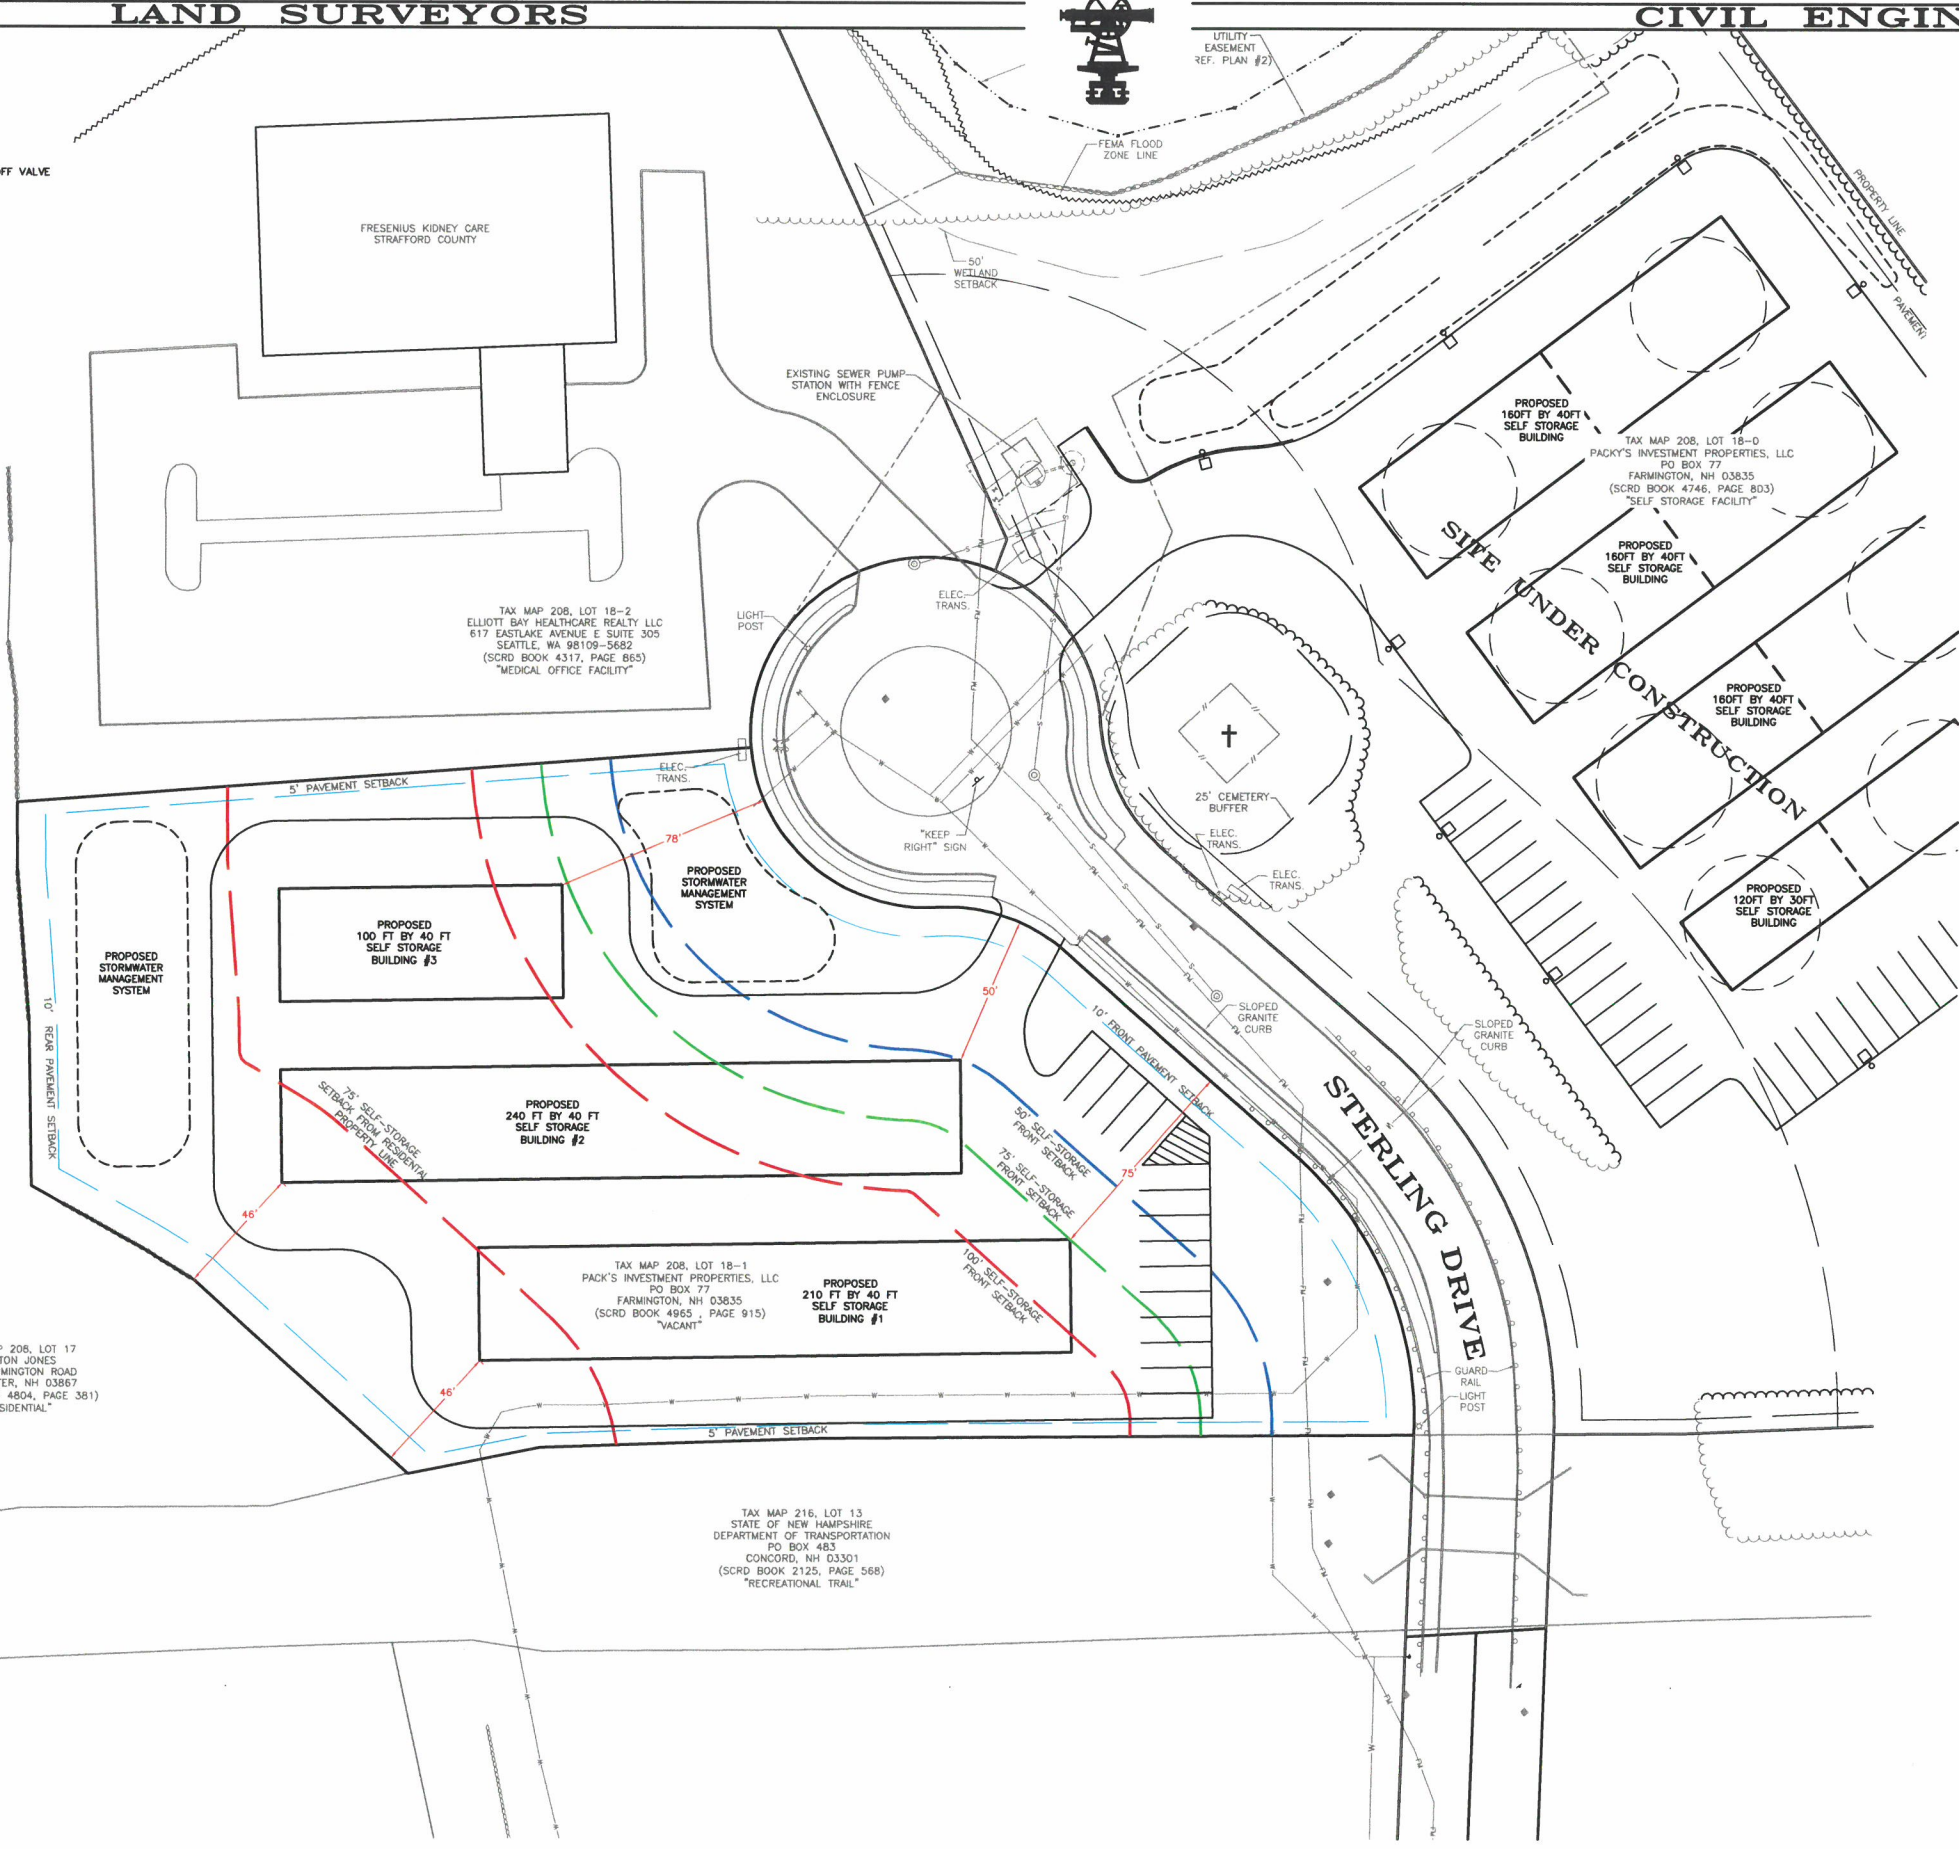 LAND SURVEYORS
CIVIL ENGIN
UTILITY
EASEMENT
REF. PLAN #2)
FEMA FLOOD
ZONE LINE
FF VALVE
PROPERTY LINE
PAVEMENT
FRESENIUS KIDNEY CARE
STRAFFORD COUNTY
50'
WETLAND
SETBACK
EXISTING SEWER PUMP
STATION WITH FENCE
ENCLOSURE
PROPOSED
160FT BY 40FT
SELF STORAGE
BUILDING
TAX MAP 208, LOT 18-0
PACKY'S INVESTMENT PROPERTIES, LLC
PO BOX 77
FARMINGTON, NH 03835
(SCRD BOOK 4746, PAGE 803)
"SELF STORAGE FACILITY"
SITE UNDER CONSTRUCTION
PROPOSED
160FT BY 40FT
SELF STORAGE
BUILDING
PROPOSED
160FT BY 40FT
SELF STORAGE
BUILDING
PROPOSED
120FT BY 30FT
SELF STORAGE
BUILDING
TAX MAP 208, LOT 18-2
ELLIOTT BAY HEALTHCARE REALTY LLC
617 EASTLAKE AVENUE E SUITE 305
SEATTLE, WA 98109-5682
(SCRD BOOK 4317, PAGE 865)
"MEDICAL OFFICE FACILITY"
LIGHT
POST
ELEC.
TRANS.
ELEC.
TRANS.
5' PAVEMENT SETBACK
25' CEMETERY
BUFFER
ELEC.
TRANS.
ELEC.
TRANS.
"KEEP
RIGHT" SIGN
78'
PROPOSED
STORMWATER
MANAGEMENT
SYSTEM
PROPOSED
100 FT BY 40 FT
SELF STORAGE
BUILDING #3
PROPOSED
STORMWATER
MANAGEMENT
SYSTEM
10' REAR PAVEMENT SETBACK
50'
10' FRONT PAVEMENT SETBACK
SLOPED
GRANITE
CURB
SLOPED
GRANITE
CURB
75' SELF-STORAGE
SETBACK FROM RESIDENTAL
PROPERTY LINE
PROPOSED
240 FT BY 40 FT
SELF STORAGE
BUILDING #2
50' SELF-STORAGE
FRONT SETBACK
75' SELF-STORAGE
FRONT SETBACK
75'
STERLING DRIVE
46'
100' SELF-STORAGE
FRONT SETBACK
TAX MAP 208, LOT 18-1
PACK'S INVESTMENT PROPERTIES, LLC
PO BOX 77
FARMINGTON, NH 03835
(SCRD BOOK 4965 , PAGE 915)
"VACANT"
PROPOSED
210 FT BY 40 FT
SELF STORAGE
BUILDING #1
P 208, LOT 17
TON JONES
MINGTON ROAD
ER, NH 03867
4804, PAGE 381)
SIDENTIAL"
46'
5' PAVEMENT SETBACK
GUARD
RAIL
LIGHT
POST
TAX MAP 216, LOT 13
STATE OF NEW HAMPSHIRE
DEPARTMENT OF TRANSPORTATION
PO BOX 483
CONCORD, NH 03301
(SCRD BOOK 2125, PAGE 568)
"RECREATIONAL TRAIL"